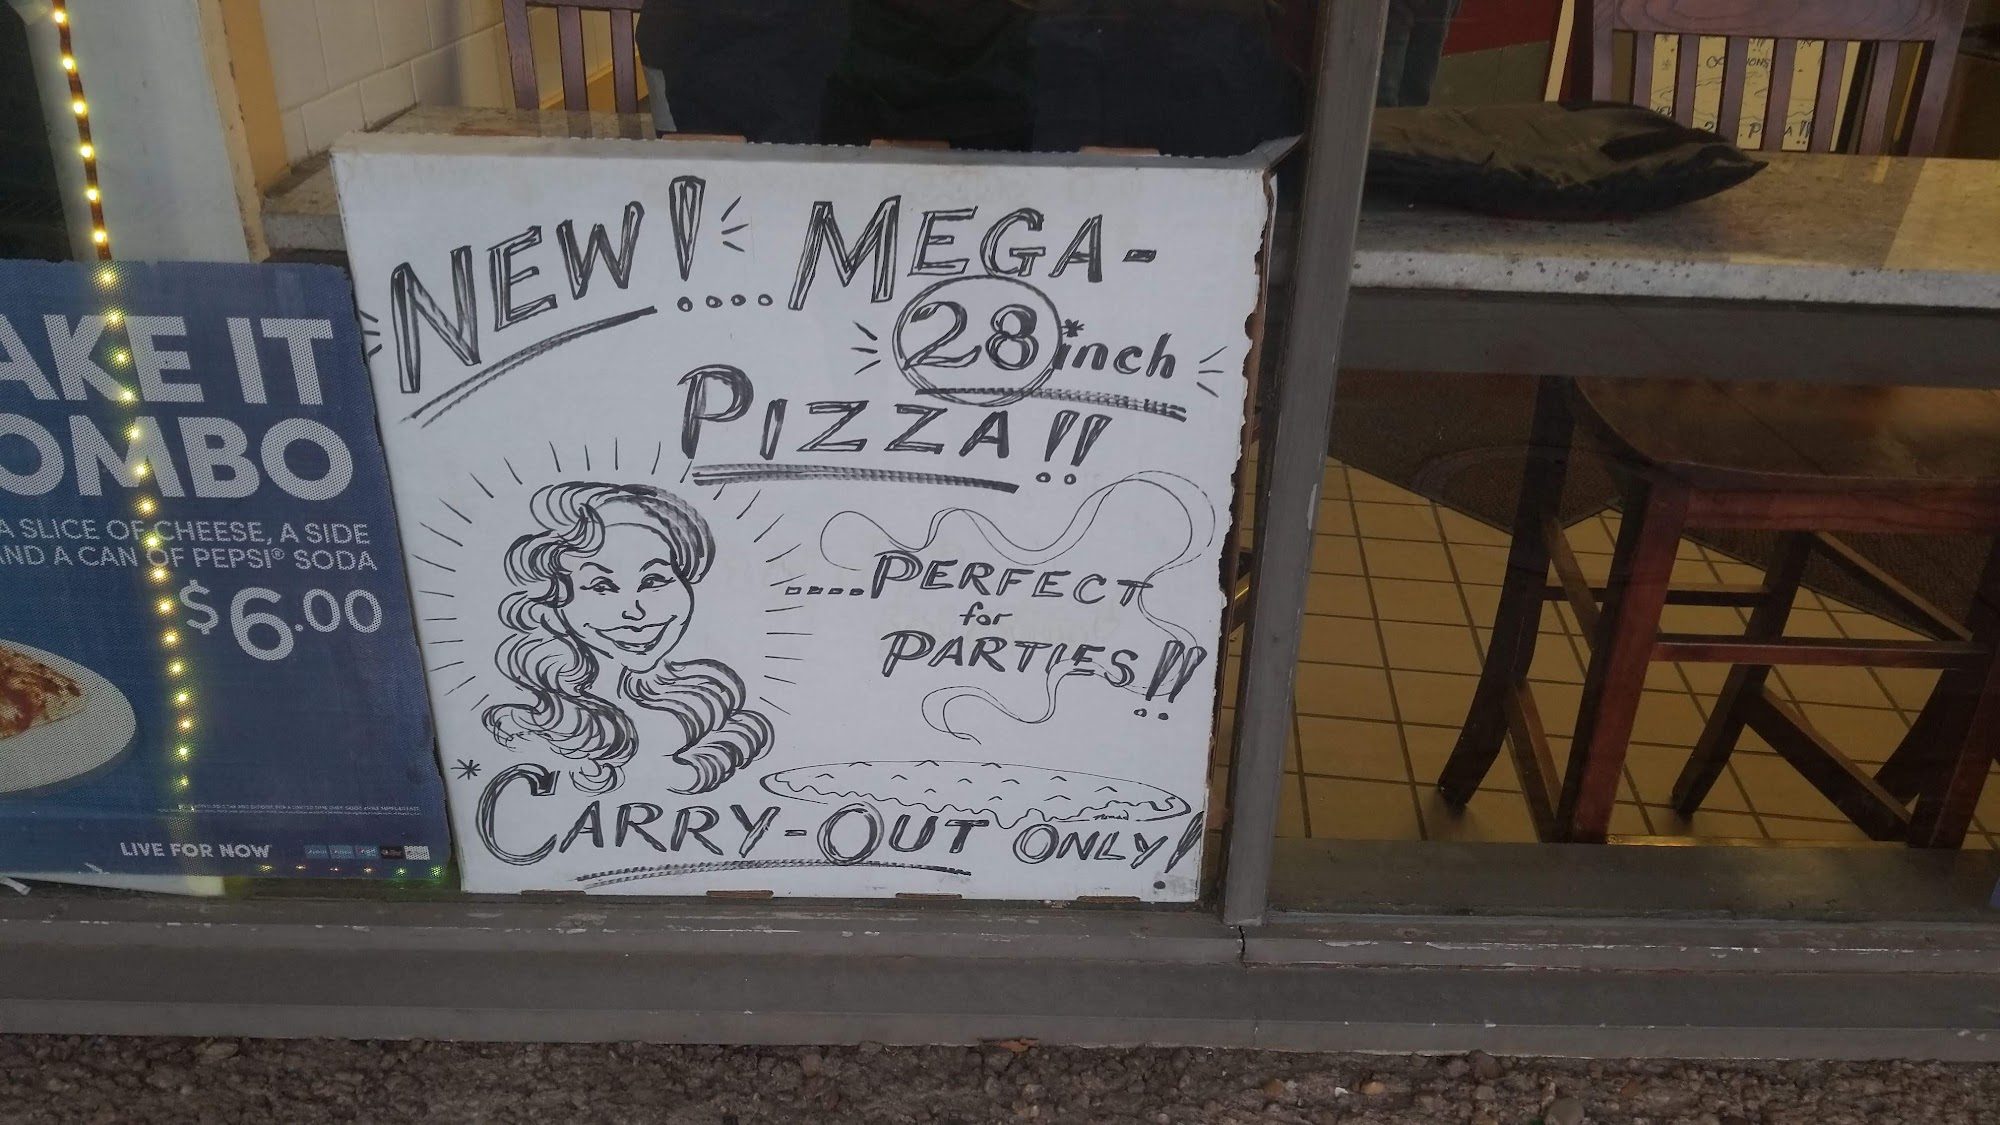 NEW!....MEGA-
28*inch
PIZZA!!
....PERFECT
for
PARTIES!!
*CARRY-OUT ONLY!
AKE IT
OMBO
A SLICE OF CHEESE, A SIDE
ND A CAN OF PEPSI® SODA
$6.00
LIVE FOR NOW